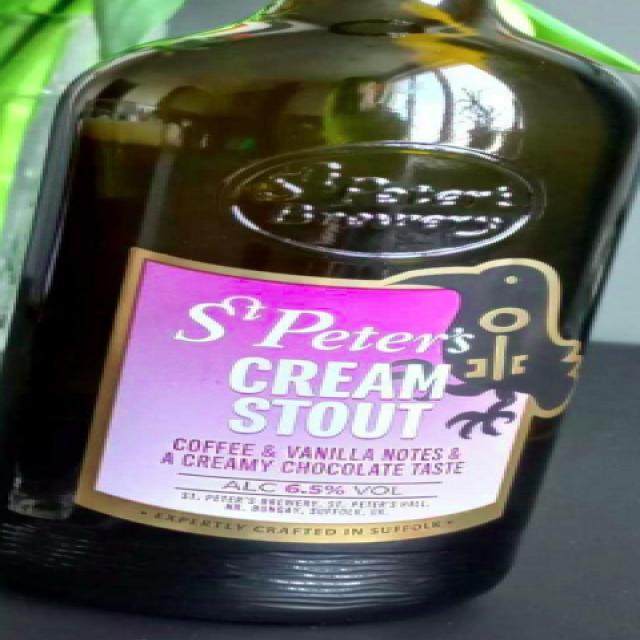 St Peter's
Brewery
St Peter's
CREAM
STOUT
COFFEE & VANILLA NOTES &
A CREAMY CHOCOLATE TASTE
ALC 6.5% VOL
ST. PETER'S BREWERY, ST. PETER'S HALL,
NR. BUNGAY, SUFFOLK, UK.
• EXPERTLY CRAFTED IN SUFFOLK •